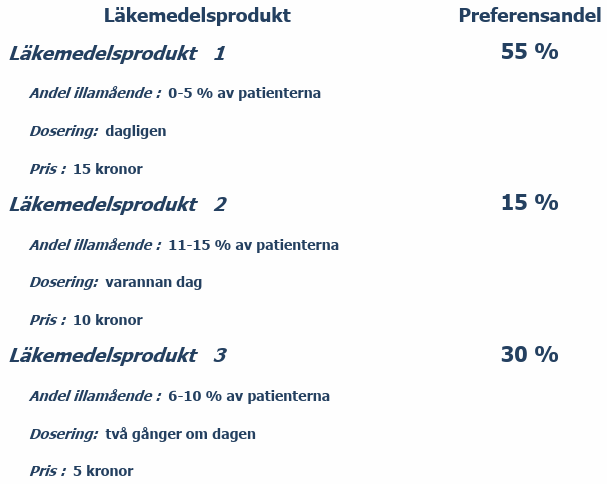 Läkemedelsprodukt Preferensandel
Läkemedelsprodukt 1 55 %
Andel illamående : 0-5 % av patienterna
Dosering: dagligen
Pris : 15 kronor
Läkemedelsprodukt 2 15 %
Andel illamående : 11-15 % av patienterna
Dosering: varannan dag
Pris : 10 kronor
Läkemedelsprodukt 3 30 %
Andel illamående : 6-10 % av patienterna
Dosering: två gånger om dagen
Pris : 5 kronor